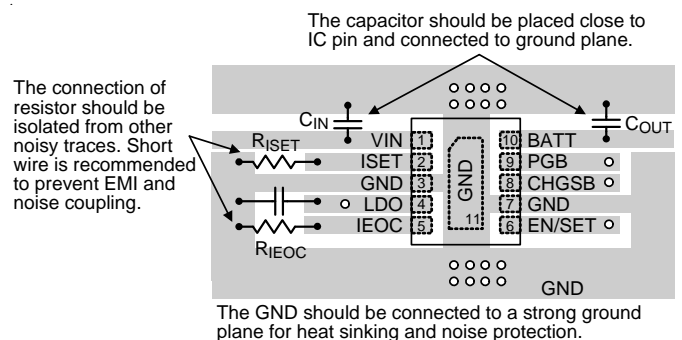 The capacitor should be placed close to
IC pin and connected to ground plane.
The connection of
resistor should be
isolated from other
noisy traces. Short
wire is recommended
to prevent EMI and
noise coupling.
CIN
COUT
RISET
VIN 1
ISET 2
GND 3
LDO 4
IEOC 5
GND
11
10 BATT
9 PGB
8 CHGSB
7 GND
6 EN/SET
RIEOC
GND
The GND should be connected to a strong ground
plane for heat sinking and noise protection.